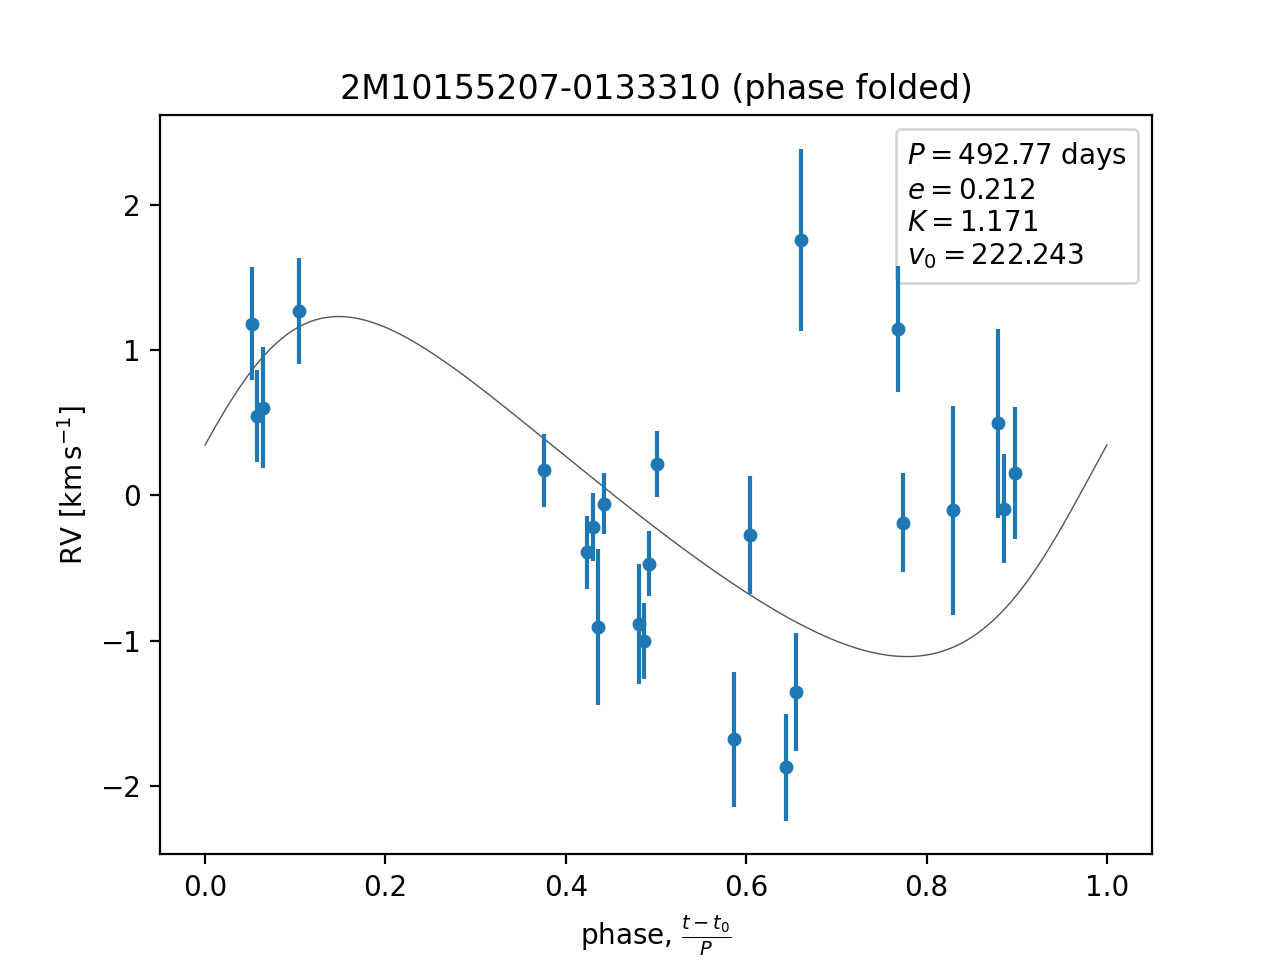 2M10155207-0133310 (phase folded)
P = 492.77 days
e = 0.212
K = 1.171
v₀ = 222.243
RV [km s⁻¹]
2
1
0
−1
−2
0.0 0.2 0.4 0.6 0.8 1.0
phase, (t − t₀)/P